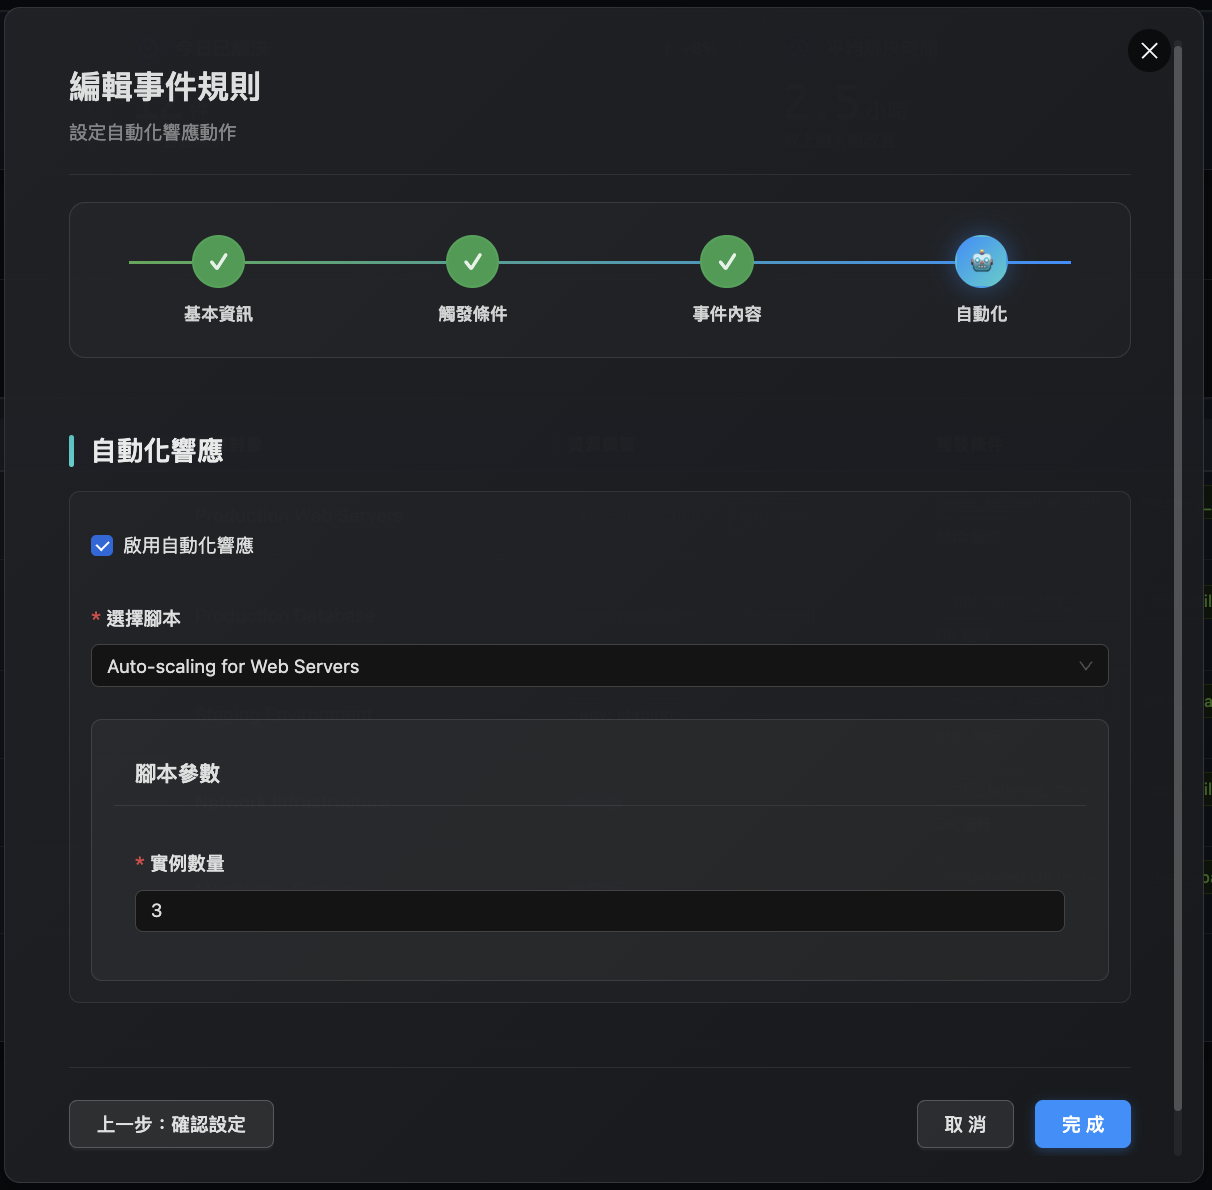 編輯事件規則
設定自動化響應動作
基本資訊
觸發條件
事件內容
自動化
自動化響應
啟用自動化響應
* 選擇腳本
Auto-scaling for Web Servers
腳本參數
* 實例數量
3
上一步：確認設定
取 消
完 成